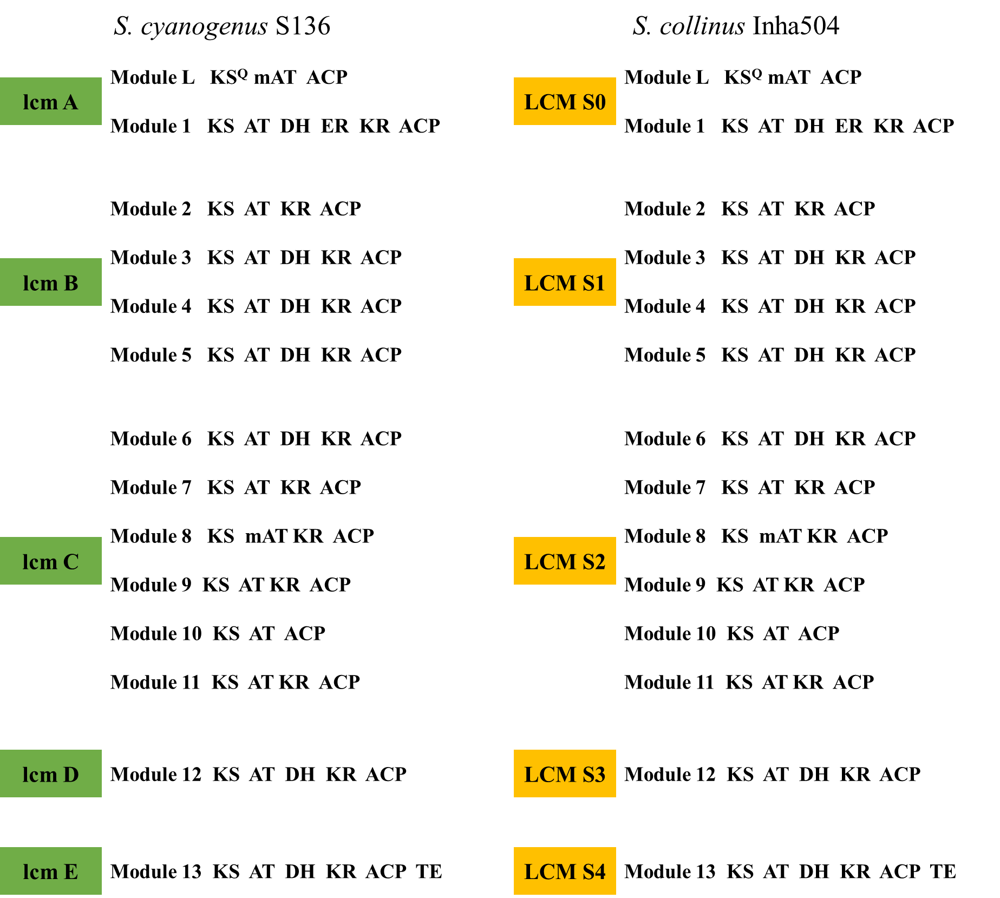 S. cyanogenus S136
lcm A
Module L KSQ mAT ACP
Module 1 KS AT DH ER KR ACP
lcm B
Module 2 KS AT KR ACP
Module 3 KS AT DH KR ACP
Module 4 KS AT DH KR ACP
Module 5 KS AT DH KR ACP
lcm C
Module 6 KS AT DH KR ACP
Module 7 KS AT KR ACP
Module 8 KS mAT KR ACP
Module 9 KS AT KR ACP
Module 10 KS AT ACP
Module 11 KS AT KR ACP
lcm D
Module 12 KS AT DH KR ACP
lcm E
Module 13 KS AT DH KR ACP TE
S. collinus Inha504
LCM S0
Module L KSQ mAT ACP
Module 1 KS AT DH ER KR ACP
LCM S1
Module 2 KS AT KR ACP
Module 3 KS AT DH KR ACP
Module 4 KS AT DH KR ACP
Module 5 KS AT DH KR ACP
LCM S2
Module 6 KS AT DH KR ACP
Module 7 KS AT KR ACP
Module 8 KS mAT KR ACP
Module 9 KS AT KR ACP
Module 10 KS AT ACP
Module 11 KS AT KR ACP
LCM S3
Module 12 KS AT DH KR ACP
LCM S4
Module 13 KS AT DH KR ACP TE